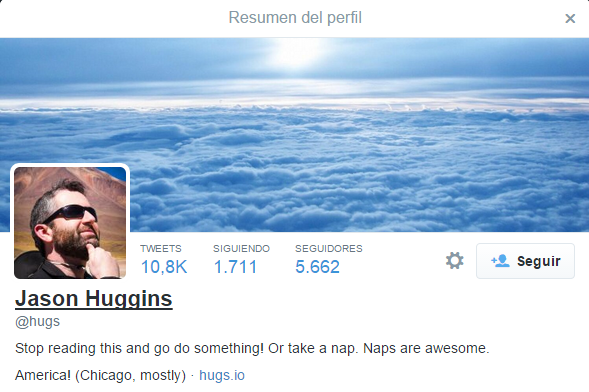 Resumen del perfil ×
TWEETS SIGUIENDO SEGUIDORES
10,8K 1.711 5.662
Seguir
Jason Huggins
@hugs
Stop reading this and go do something! Or take a nap. Naps are awesome.
America! (Chicago, mostly) · hugs.io